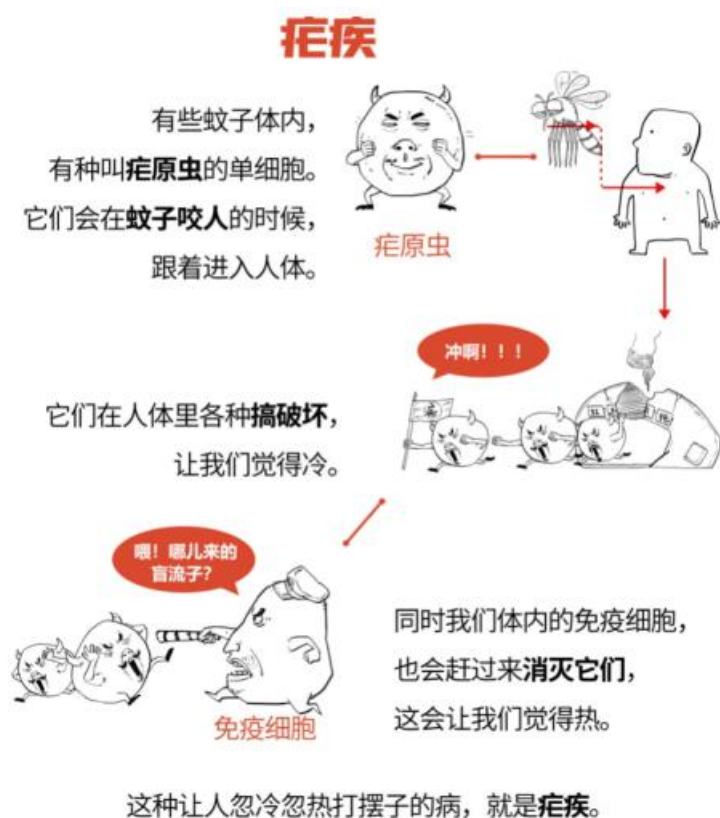 疟疾
有些蚊子体内，
有种叫疟原虫的单细胞。
它们会在蚊子咬人的时候，
跟着进入人体。
疟原虫
冲啊！！！
它们在人体里各种搞破坏，
让我们觉得冷。
喂！哪儿来的
盲流子？
同时我们体内的免疫细胞，
也会赶过来消灭它们，
这会让我们觉得热。
免疫细胞
这种让人忽冷忽热打摆子的病，就是疟疾。